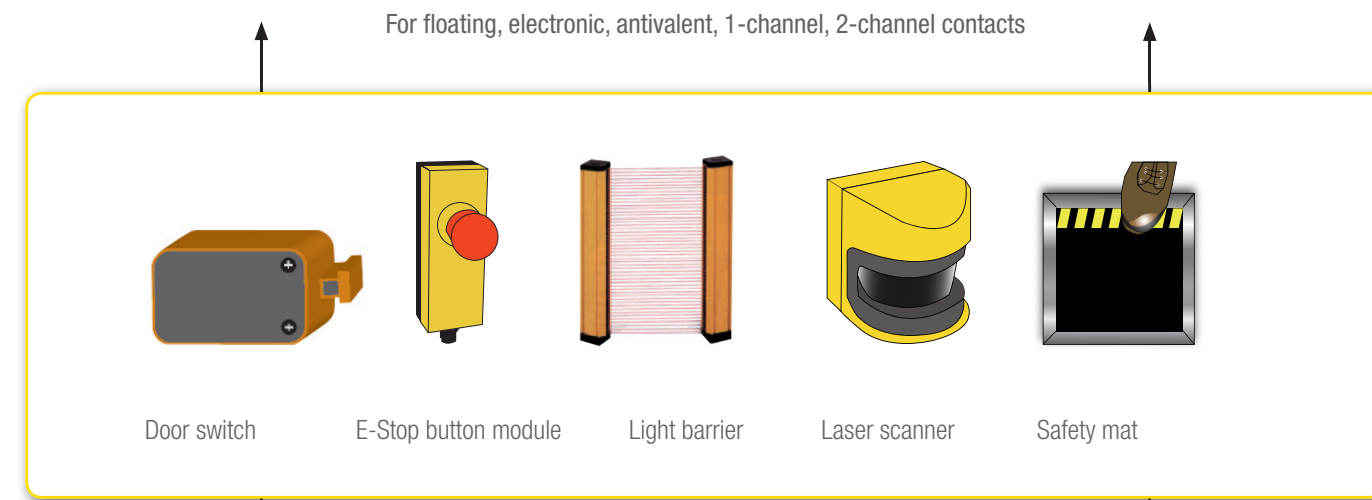 For floating, electronic, antivalent, 1-channel, 2-channel contacts
Door switch
E-Stop button module
Light barrier
Laser scanner
Safety mat